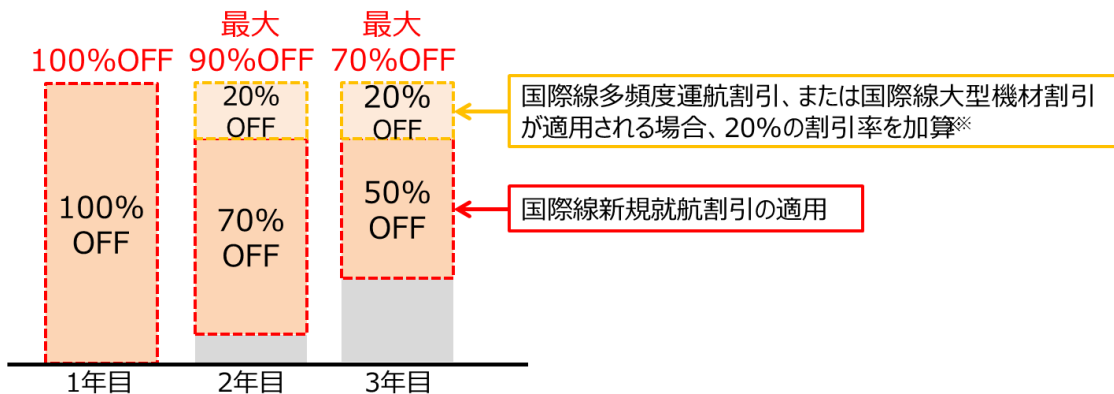 100%OFF
最大
90%OFF
最大
70%OFF
20%
OFF
20%
OFF
国際線多頻度運航割引、または国際線大型機材割引
が適用される場合、20%の割引率を加算※
100%
OFF
70%
OFF
50%
OFF
国際線新規就航割引の適用
1年目
2年目
3年目